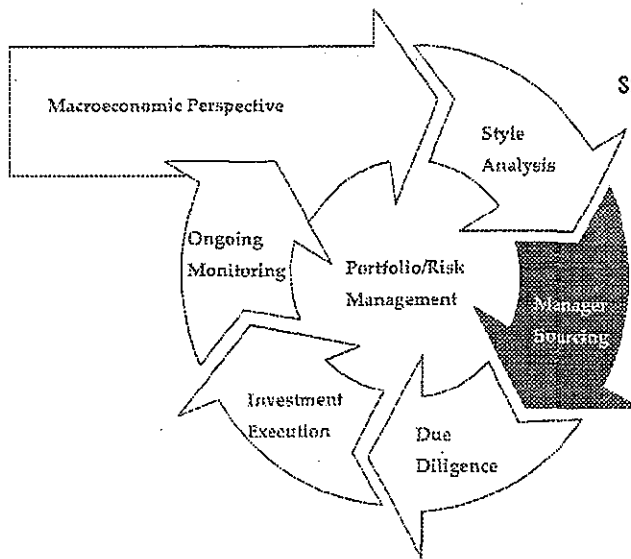 S
Macroeconomic Perspective
Style
Analysis
Ongoing
Monitoring
Portfolio/Risk
Management
Manager
Sourcing
Investment
Execution
Due
Diligence